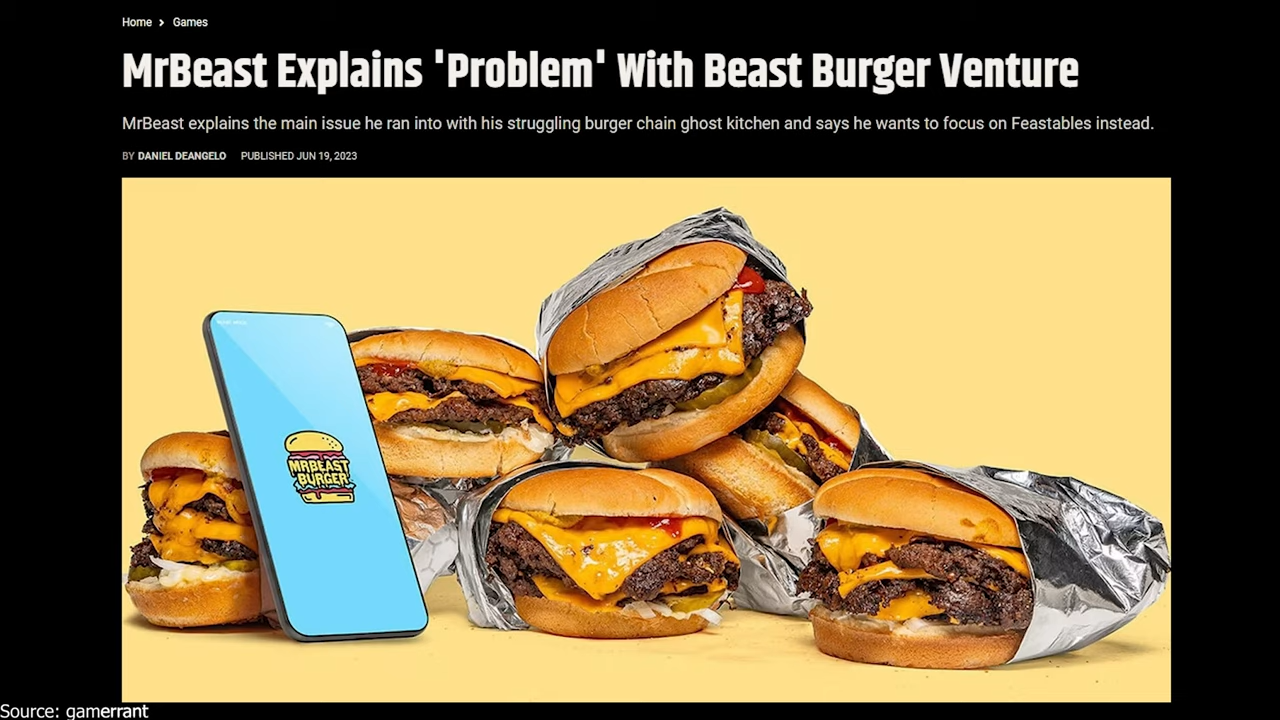 Home > Games
MrBeast Explains 'Problem' With Beast Burger Venture
MrBeast explains the main issue he ran into with his struggling burger chain ghost kitchen and says he wants to focus on Feastables instead.
BY DANIEL DEANGELO PUBLISHED JUN 19, 2023
MRBEAST
BURGER
Source: gamerrant